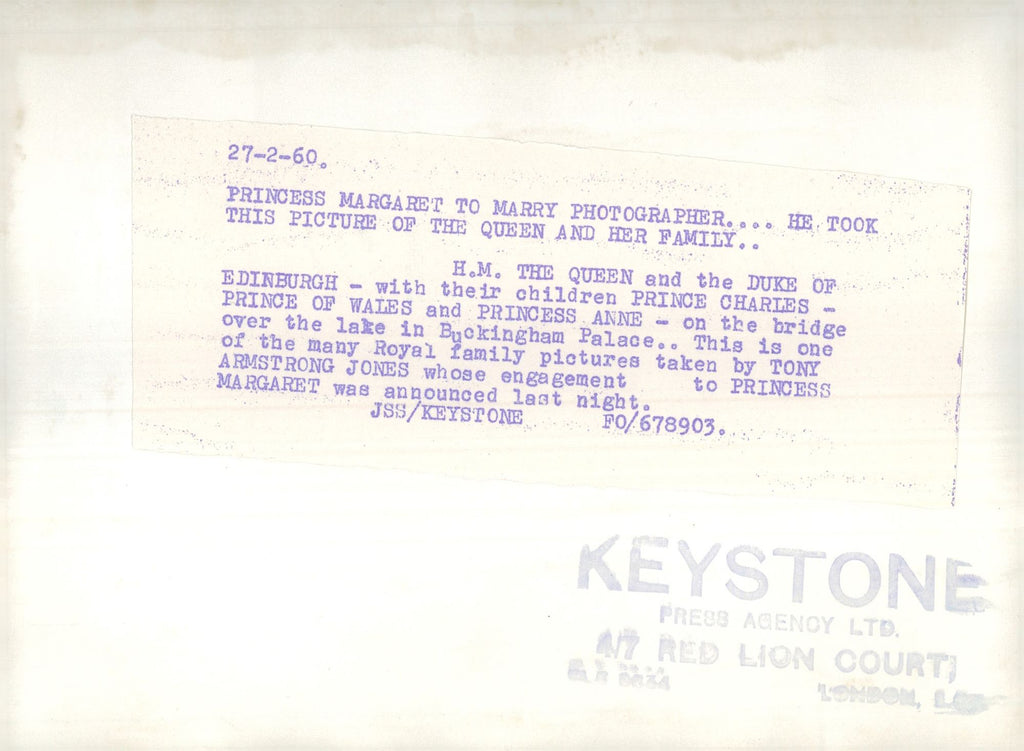 27-2-60.
PRINCESS MARGARET TO MARRY PHOTOGRAPHER.... HE TOOK
THIS PICTURE OF THE QUEEN AND HER FAMILY..
H.M. THE QUEEN and the DUKE OF
EDINBURGH - with their children PRINCE CHARLES -
PRINCE OF WALES and PRINCESS ANNE - on the bridge
over the lake in Buckingham Palace.. This is one
of the many Royal family pictures taken by TONY
ARMSTRONG JONES whose engagement to PRINCESS
MARGARET was announced last night.
JSS/KEYSTONE FO/678903.
KEYSTONE
PRESS AGENCY LTD.
4/7 RED LION COURT,
LONDON,